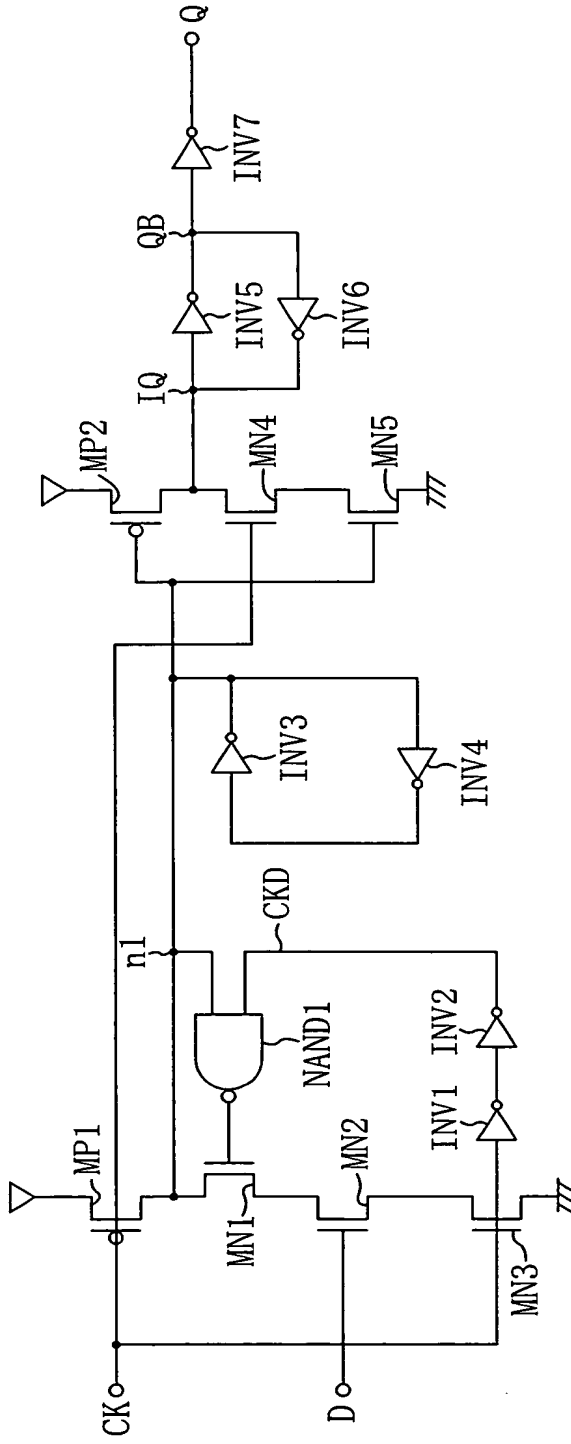 CK
D
MP1
MN1
MN2
MN3
n1
NAND1
CKD
INV1
INV2
INV3
INV4
MP2
MN4
MN5
IQ
QB
INV5
INV6
INV7
Q